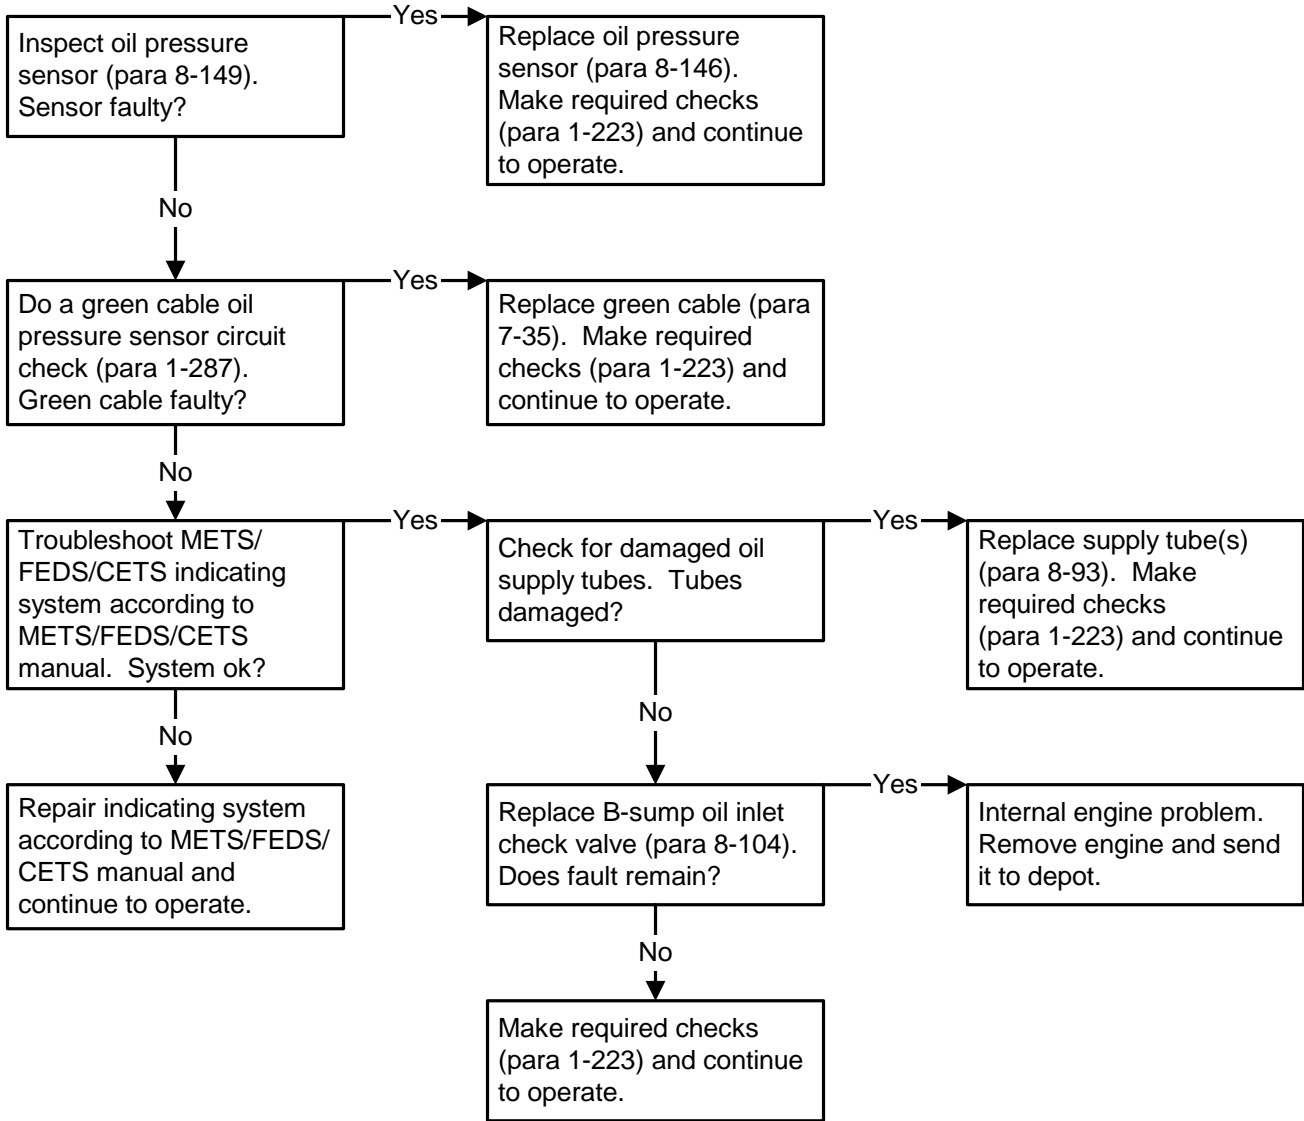 Inspect oil pressure
sensor (para 8-149).
Sensor faulty?
Yes
Replace oil pressure
sensor (para 8-146).
Make required checks
(para 1-223) and continue
to operate.
No
Do a green cable oil
pressure sensor circuit
check (para 1-287).
Green cable faulty?
Yes
Replace green cable (para
7-35).  Make required
checks (para 1-223) and
continue to operate.
No
Troubleshoot METS/
FEDS/CETS indicating
system according to
METS/FEDS/CETS
manual.  System ok?
Yes
Check for damaged oil
supply tubes.  Tubes
damaged?
Yes
Replace supply tube(s)
(para 8-93).  Make
required checks
(para 1-223) and continue
to operate.
No
Repair indicating system
according to METS/FEDS/
CETS manual and
continue to operate.
No
Replace B-sump oil inlet
check valve (para 8-104).
Does fault remain?
Yes
Internal engine problem.
Remove engine and send
it to depot.
No
Make required checks
(para 1-223) and continue
to operate.